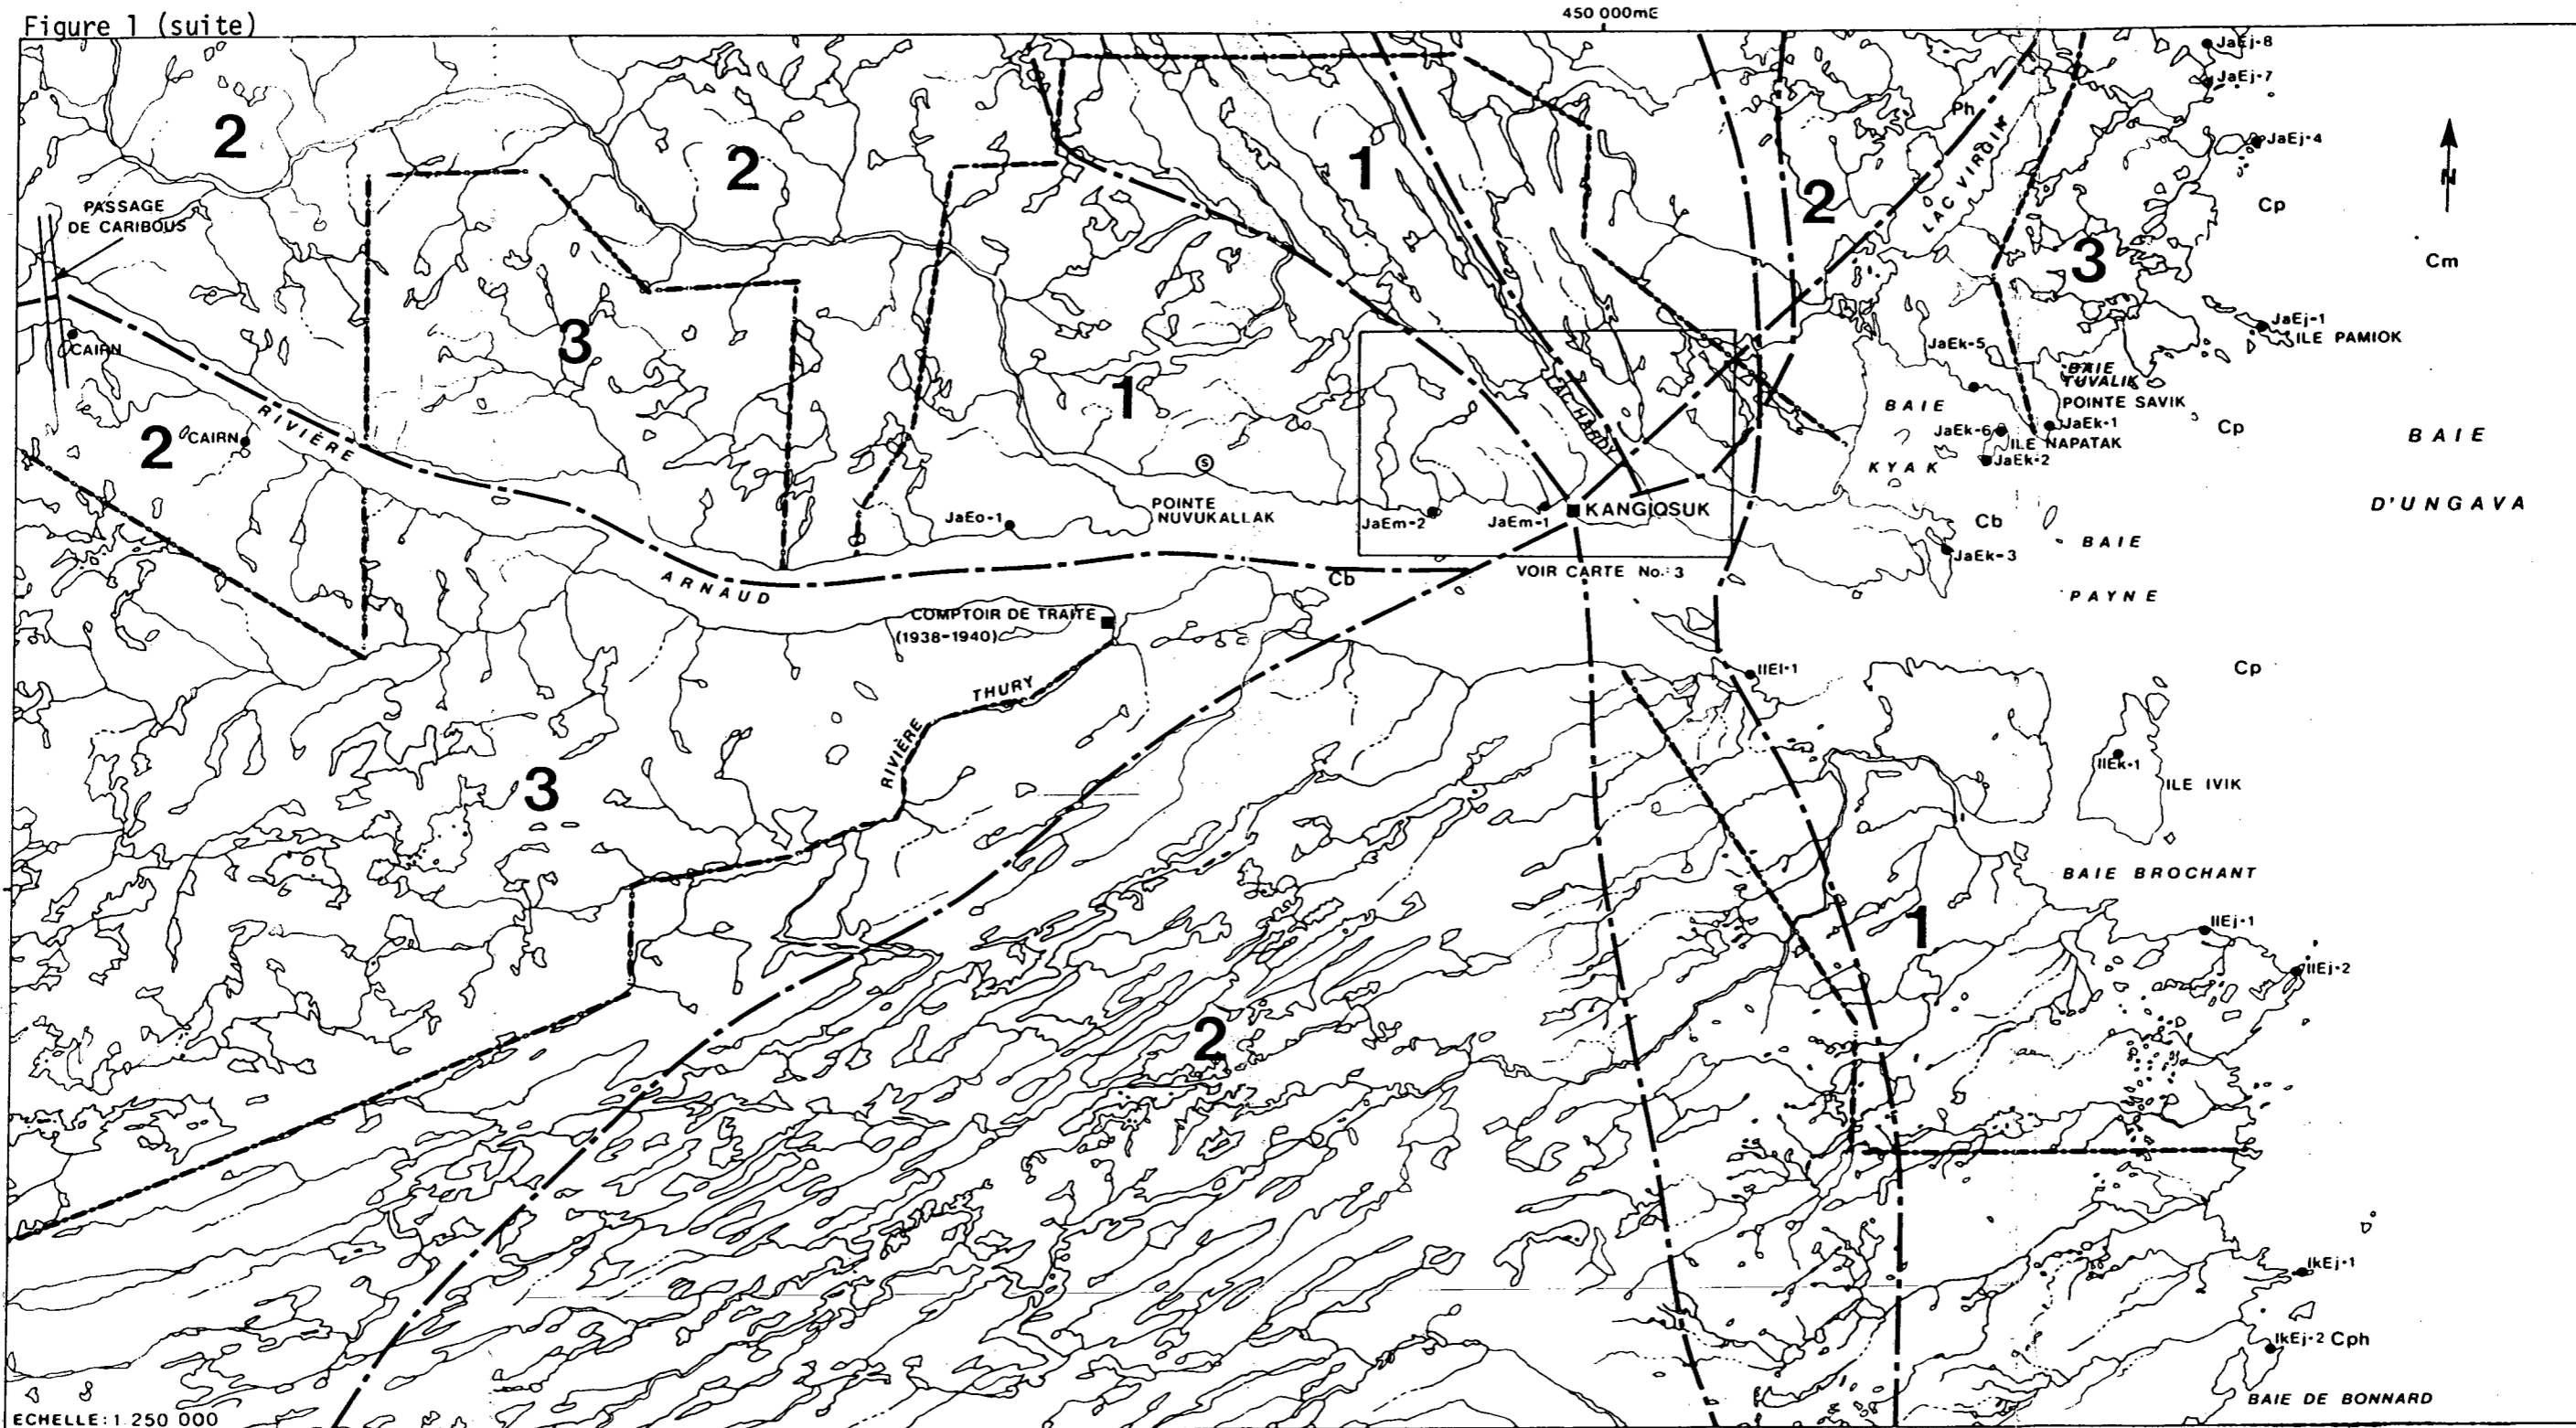 Figure 1 (suite)
450 000mE
JaEj-8
JaEj-7
Ph
2
2
1
JaEj-4
N
PASSAGE
DE CARIBOUS
LAC VIRGIN
2
Cp
3
Cm
3
CAIRN
JaEj-1
ILE PAMIOK
JaEk-5
BAIE
TUVALIK
POINTE SAVIK
1
LAC HARDY
BAIE
KYAK
JaEk-6
JaEk-1
ILE NAPATAK
JaEk-2
Cp
BAIE
D'UNGAVA
2
CAIRN
RIVIÈRE
ARNAUD
S
JaEo-1
POINTE
NUVUKALLAK
JaEm-2
JaEm-1
KANGIQSUK
Cb
JaEk-3
BAIE
PAYNE
Cb
VOIR CARTE No.: 3
COMPTOIR DE TRAITE
(1938-1940)
RIVIÈRE
THURY
IIEI-1
Cp
IIEk-1
ILE IVIK
3
BAIE BROCHANT
1
IIEj-1
IIEj-2
2
IkEj-1
IkEj-2 Cph
BAIE DE BONNARD
ECHELLE: 1 250 000